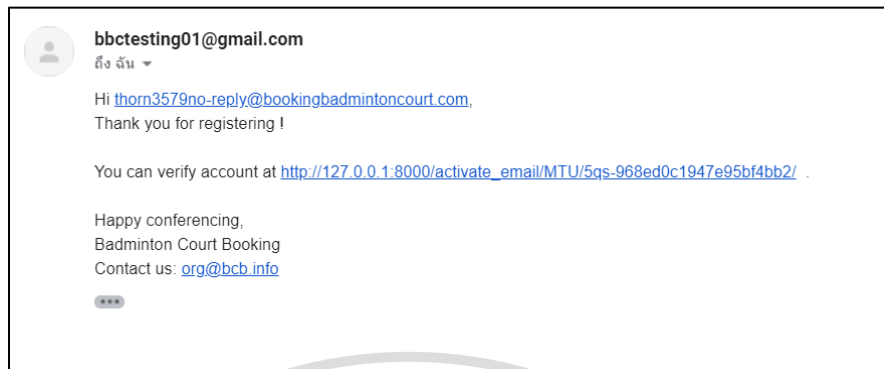 bbctesting01@gmail.com
ถึง ฉัน
Hi thorn3579no-reply@bookingbadmintoncourt.com,
Thank you for registering !
You can verify account at http://127.0.0.1:8000/activate_email/MTU/5qs-968ed0c1947e95bf4bb2/ .
Happy conferencing,
Badminton Court Booking
Contact us: org@bcb.info